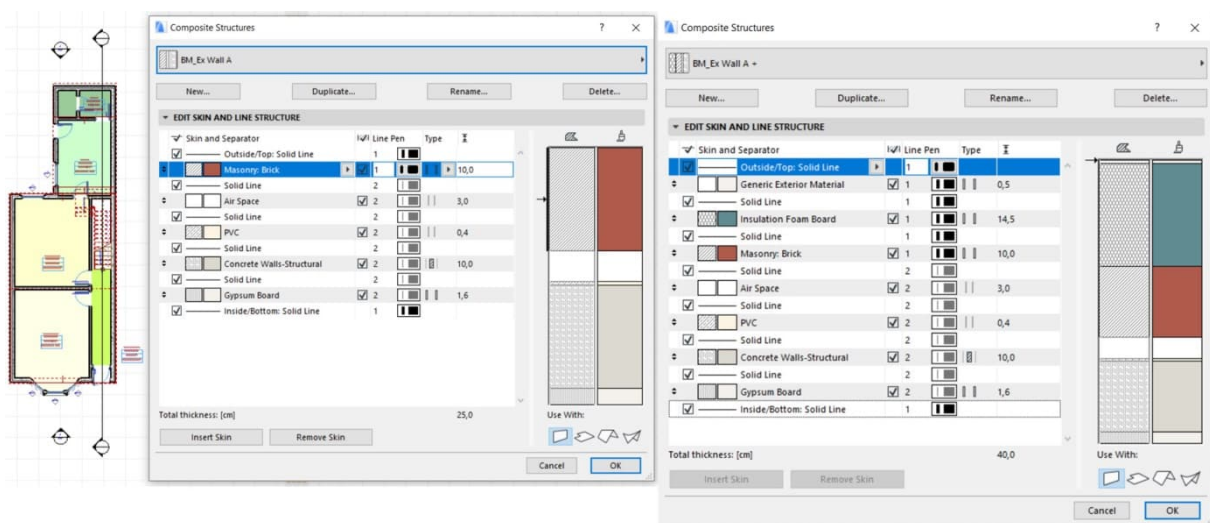 Composite Structures
? ×
BM_Ex Wall A
New... Duplicate... Rename... Delete...
EDIT SKIN AND LINE STRUCTURE
Skin and Separator Line Pen Type
Outside/Top: Solid Line 1
Masonry: Brick 1 10,0
Solid Line 2
Air Space 2 3,0
Solid Line 2
PVC 2 0,4
Solid Line 2
Concrete Walls-Structural 2 10,0
Solid Line 2
Gypsum Board 2 1,6
Inside/Bottom: Solid Line 1
Total thickness: [cm] 25,0
Use With:
Insert Skin Remove Skin
Cancel OK
Composite Structures
? ×
BM_Ex Wall A +
New... Duplicate... Rename... Delete...
EDIT SKIN AND LINE STRUCTURE
Skin and Separator Line Pen Type
Outside/Top: Solid Line 1
Generic Exterior Material 1 0,5
Solid Line 1
Insulation Foam Board 1 14,5
Solid Line 1
Masonry: Brick 1 10,0
Solid Line 2
Air Space 2 3,0
Solid Line 2
PVC 2 0,4
Solid Line 2
Concrete Walls-Structural 2 10,0
Solid Line 2
Gypsum Board 2 1,6
Inside/Bottom: Solid Line 1
Total thickness: [cm] 40,0
Use With:
Insert Skin Remove Skin
Cancel OK